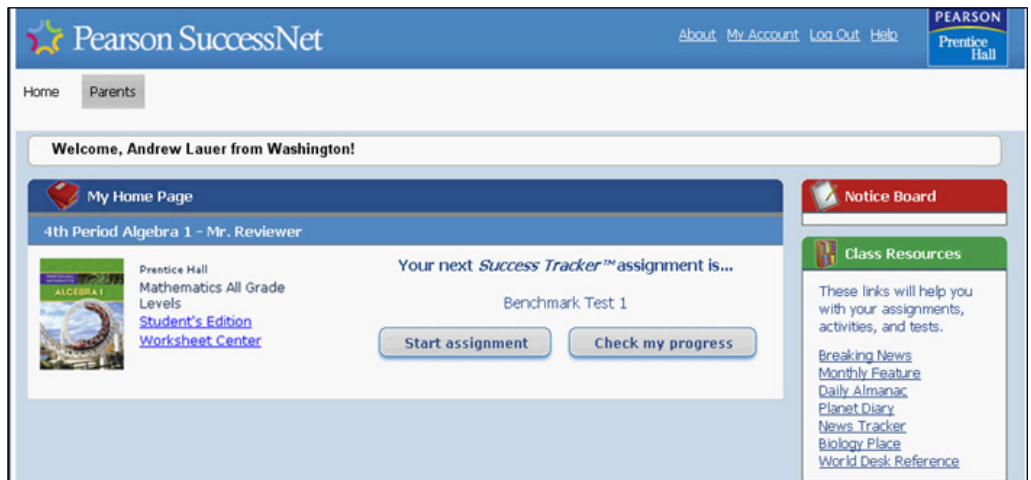 Pearson SuccessNet
About My Account Log Out Help
PEARSON
Prentice
Hall
Home Parents
Welcome, Andrew Lauer from Washington!
My Home Page
4th Period Algebra 1 - Mr. Reviewer
ALGEBRA 1
Prentice Hall
Mathematics All Grade
Levels
Student's Edition
Worksheet Center
Your next Success Tracker™ assignment is...
Benchmark Test 1
Start assignment Check my progress
Notice Board
Class Resources
These links will help you
with your assignments,
activities, and tests.
Breaking News
Monthly Feature
Daily Almanac
Planet Diary
News Tracker
Biology Place
World Desk Reference